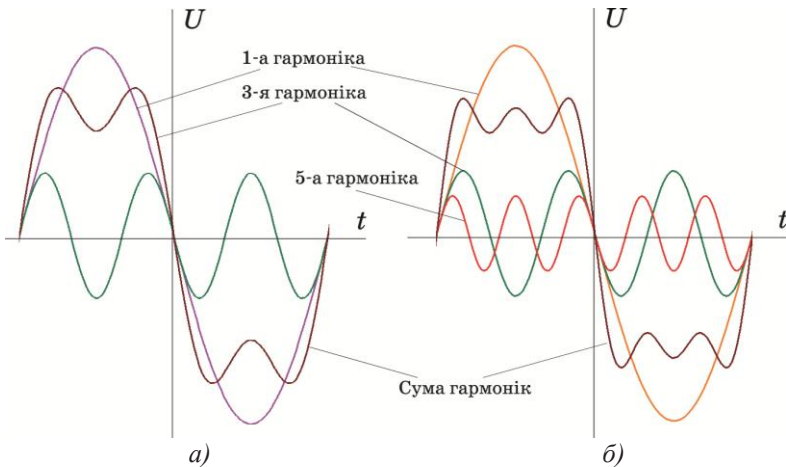 U
U
1-а гармоніка
3-я гармоніка
5-а гармоніка
t
t
Сума гармонік
а)
б)